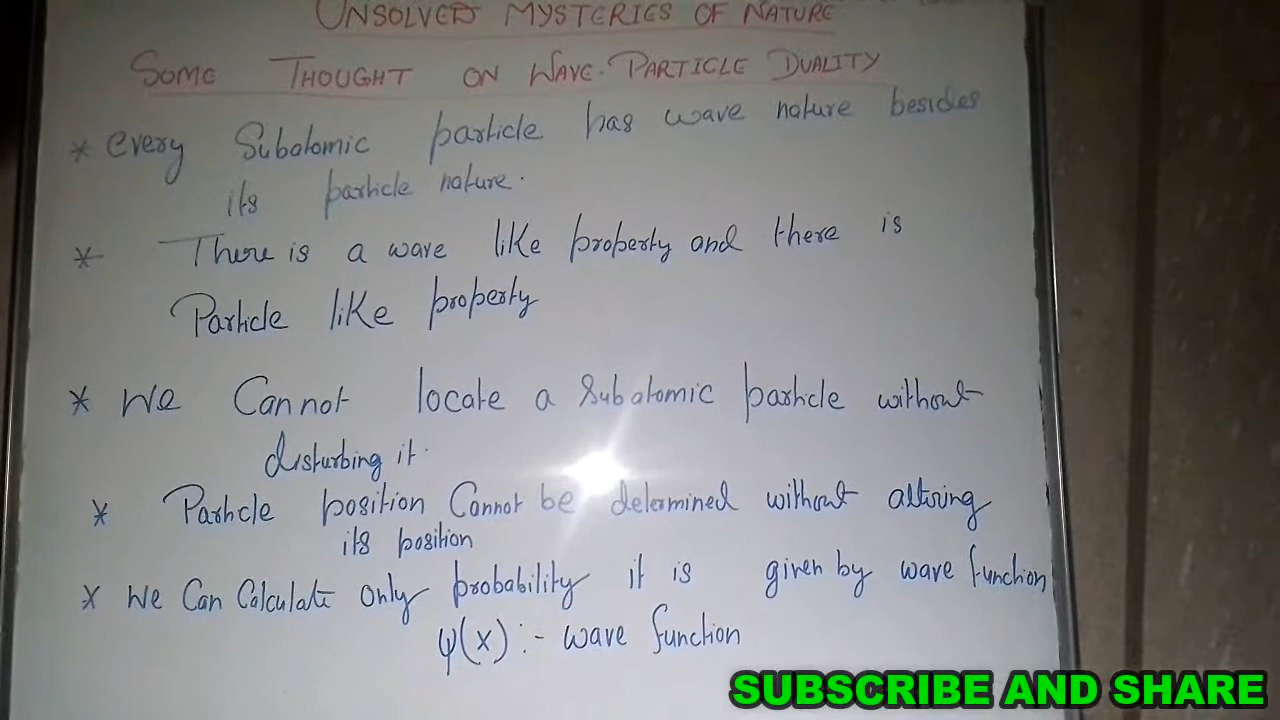 UNSOLVED MYSTERIES OF NATURE
SOME THOUGHT ON WAVE-PARTICLE DUALITY
* every Subatomic particle has wave nature besides
its particle nature.
* There is a wave like property and there is
Particle like property
* We Cannot locate a Subatomic particle without
disturbing it.
* Particle position Cannot be determined without altiring
its position
* We Can Calculate only probability it is given by wave function
ψ(x) :- wave function
SUBSCRIBE AND SHARE